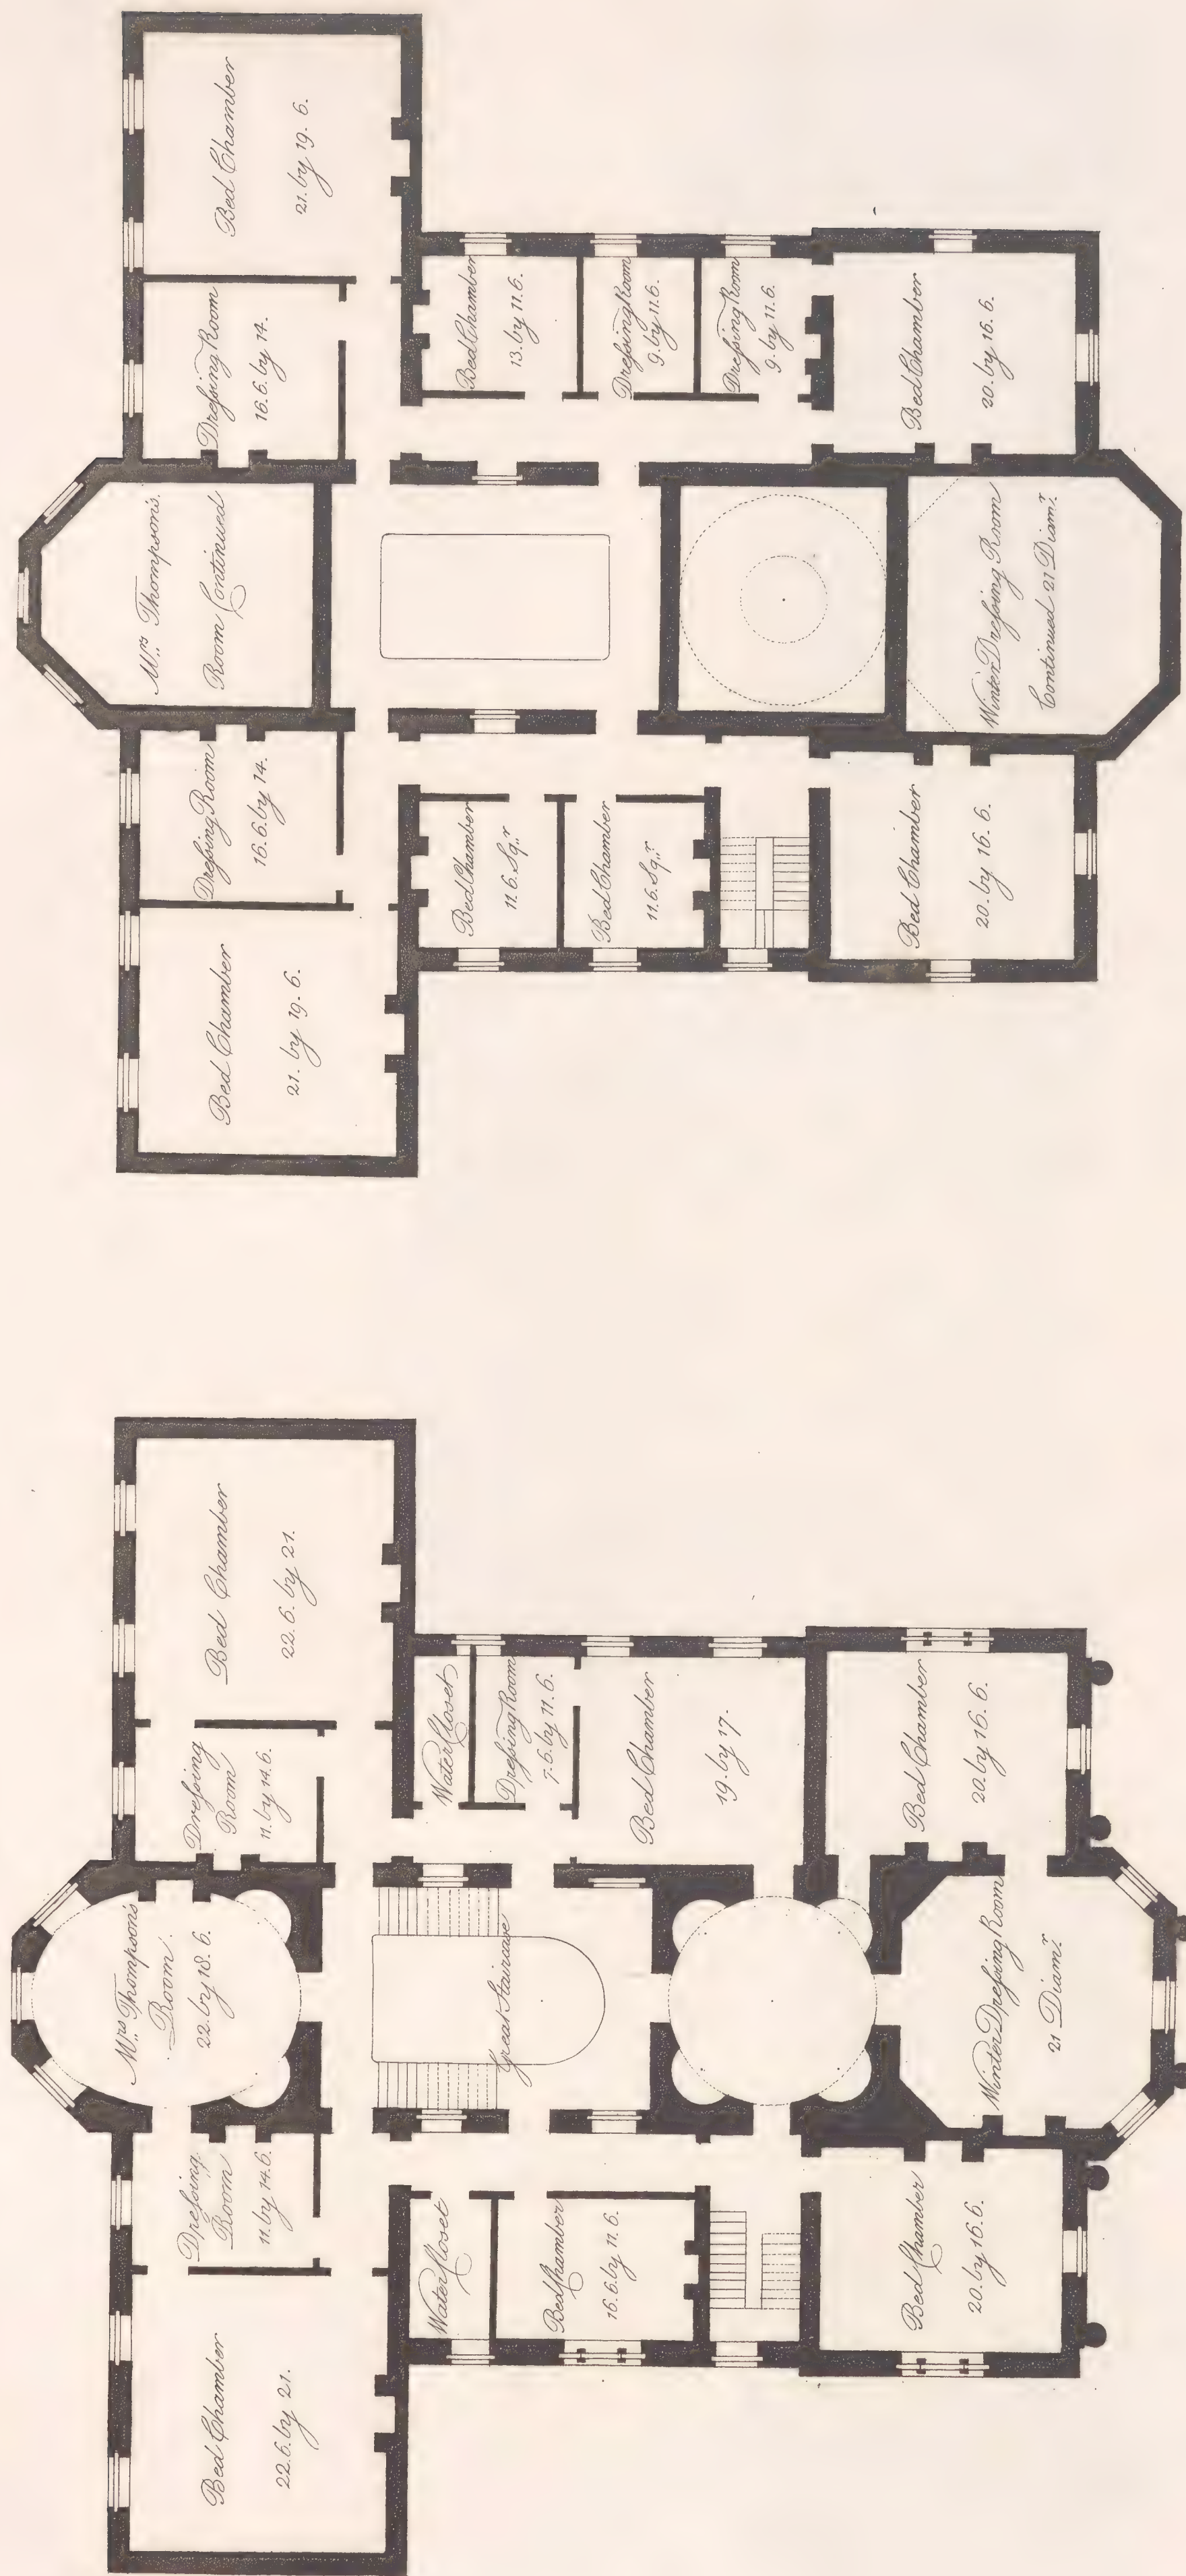 Bed Chamber
22.6. by 21.
Dreſsing
Room
11. by 14.6.
Mrs. Thompson's
Room.
22. by 18. 6.
Dreſsing
Room
11. by 14.6.
Bed Chamber
22. 6. by 21.
Water Closet
Bed Chamber
16. 6. by 11. 6.
Great Staircase
Water Closet
Dreſsing Room
7. 6. by 11. 6.
Bed Chamber
19. by 17.
Bed Chamber
20. by 16. 6.
Winter Dreſsing Room
21 Diamr.
Bed Chamber
20. by 16. 6.
Bed Chamber
21. by 19. 6.
Dreſsing Room
16. 6. by 14.
Mrs. Thompson's.
Room Continued
Dreſsing Room
16. 6. by 14.
Bed Chamber
21. by 19. 6.
Bed Chamber
11. 6. Sqr.
Bed Chamber
11. 6. Sqr.
Bed Chamber
13. by 11. 6.
Dreſsing Room
9. by 11. 6.
Dreſsing Room
9. by 11. 6.
Bed Chamber
20. by 16. 6.
Winter Dreſsing Room
Continued 21 Diamr.
Bed Chamber
20. by 16. 6.